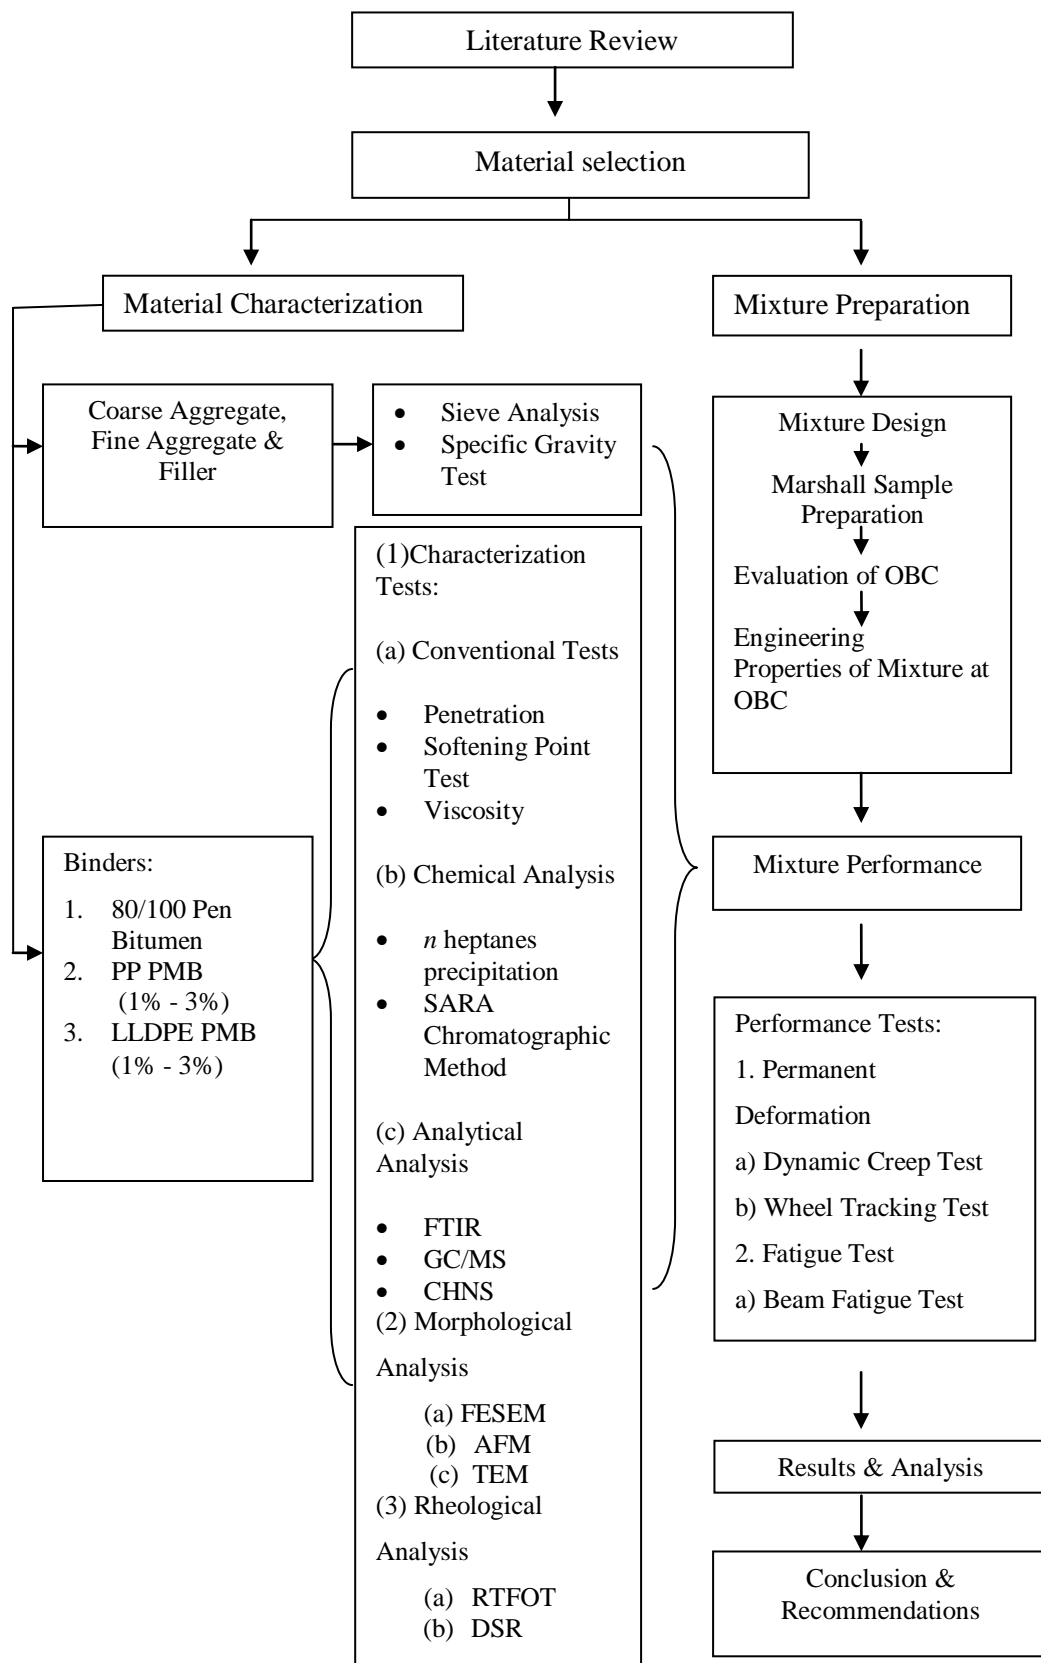 Literature Review
Material selection
Material Characterization
Mixture Preparation
Coarse Aggregate,
Fine Aggregate &
Filler
• Sieve Analysis
• Specific Gravity
Test
Mixture Design
Marshall Sample
Preparation
Evaluation of OBC
Engineering
Properties of Mixture at
OBC
(1)Characterization
Tests:
(a) Conventional Tests
• Penetration
• Softening Point
Test
• Viscosity
(b) Chemical Analysis
• n heptanes
precipitation
• SARA
Chromatographic
Method
(c) Analytical
Analysis
• FTIR
• GC/MS
• CHNS
(2) Morphological
Analysis
(a) FESEM
(b) AFM
(c) TEM
(3) Rheological
Analysis
(a) RTFOT
(b) DSR
Binders:
1. 80/100 Pen
Bitumen
2. PP PMB
(1% - 3%)
3. LLDPE PMB
(1% - 3%)
Mixture Performance
Performance Tests:
1. Permanent
Deformation
a) Dynamic Creep Test
b) Wheel Tracking Test
2. Fatigue Test
a) Beam Fatigue Test
Results & Analysis
Conclusion &
Recommendations